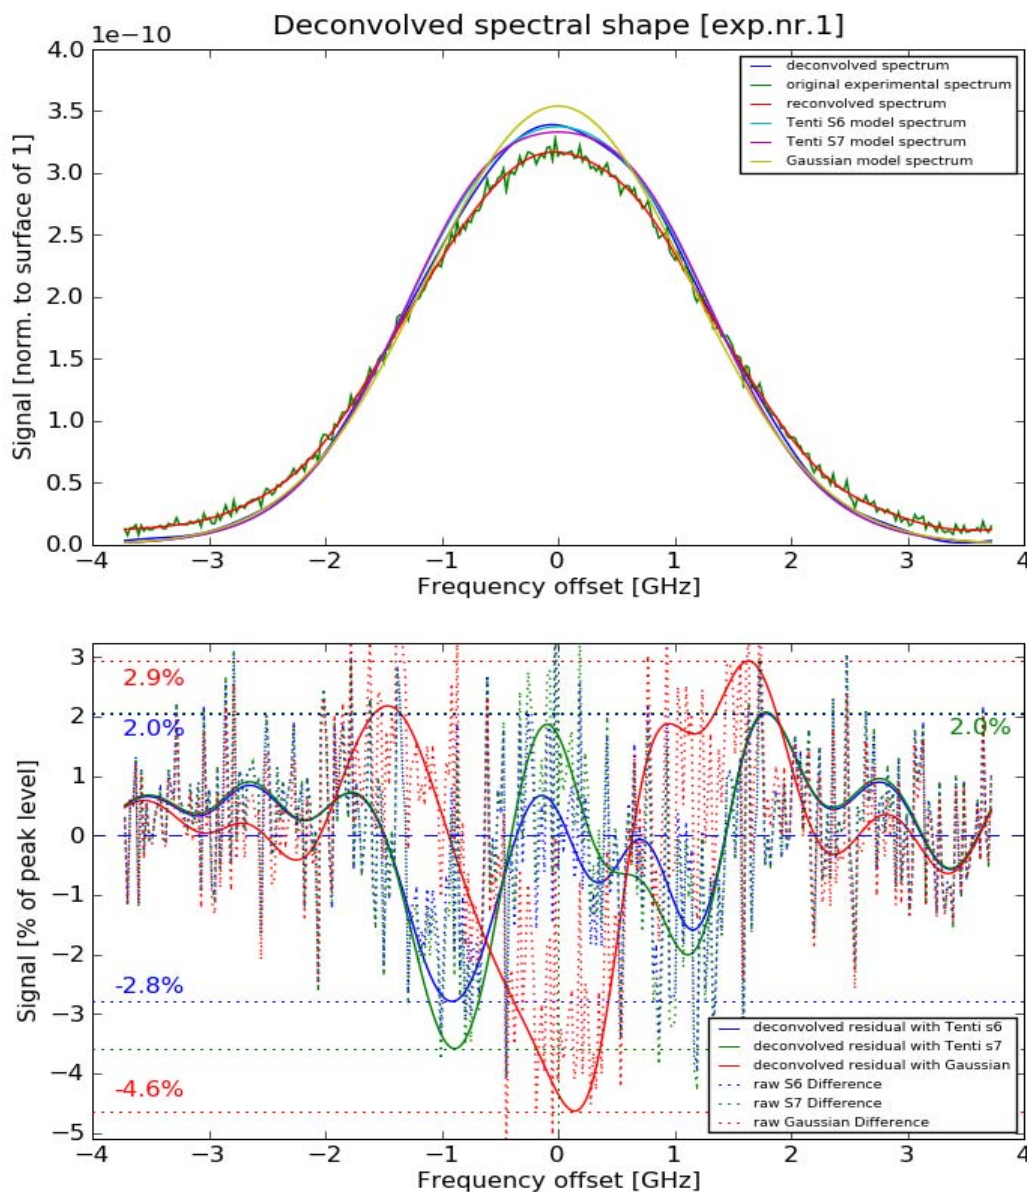 Deconvolved spectral shape [exp.nr.1]
1e−10
4.0
3.5
3.0
2.5
2.0
1.5
1.0
0.5
0.0
Signal [norm. to surface of 1]
deconvolved spectrum
original experimental spectrum
reconvolved spectrum
Tenti S6 model spectrum
Tenti S7 model spectrum
Gaussian model spectrum
−4 −3 −2 −1 0 1 2 3 4
Frequency offset [GHz]
3
2
1
0
−1
−2
−3
−4
−5
Signal [% of peak level]
2.9%
2.0%
2.0%
-2.8%
-4.6%
deconvolved residual with Tenti s6
deconvolved residual with Tenti s7
deconvolved residual with Gaussian
raw S6 Difference
raw S7 Difference
raw Gaussian Difference
−4 −3 −2 −1 0 1 2 3 4
Frequency offset [GHz]